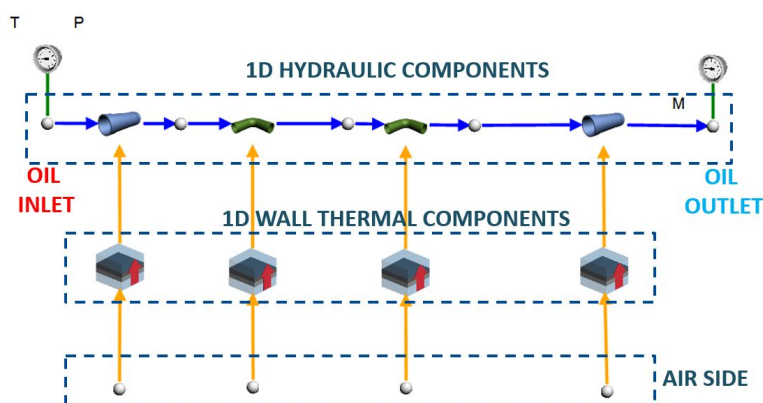 T P
1D HYDRAULIC COMPONENTS
M
OIL
INLET
OIL
OUTLET
1D WALL THERMAL COMPONENTS
AIR SIDE